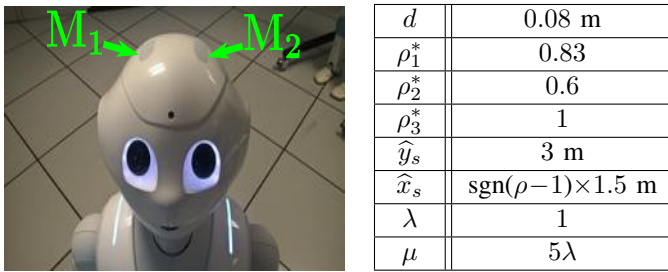 M₁ M₂
d 0.08 m
ρ₁* 0.83
ρ₂* 0.6
ρ₃* 1
ŷₛ 3 m
x̂ₛ sgn(ρ−1)×1.5 m
λ 1
μ 5λ